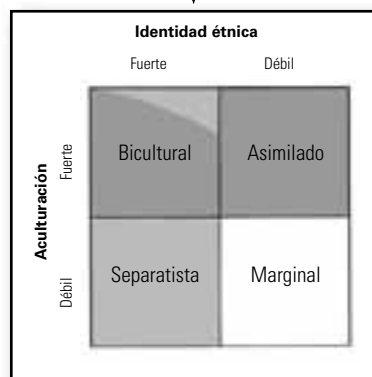 Identidad étnica
Fuerte Débil
Aculturación
Fuerte
Bicultural Asimilado
Débil
Separatista Marginal